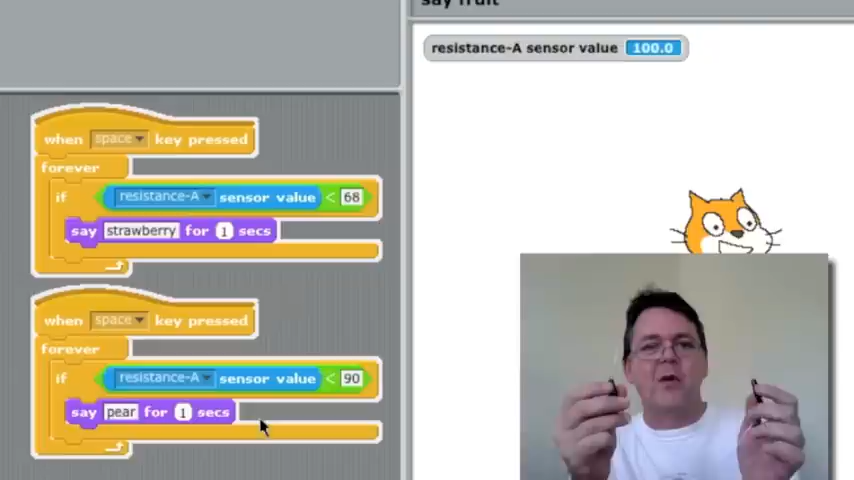 say fruit
resistance-A sensor value 100.0
when space key pressed
forever
if resistance-A sensor value < 68
say strawberry for 1 secs
when space key pressed
forever
if resistance-A sensor value < 90
say pear for 1 secs